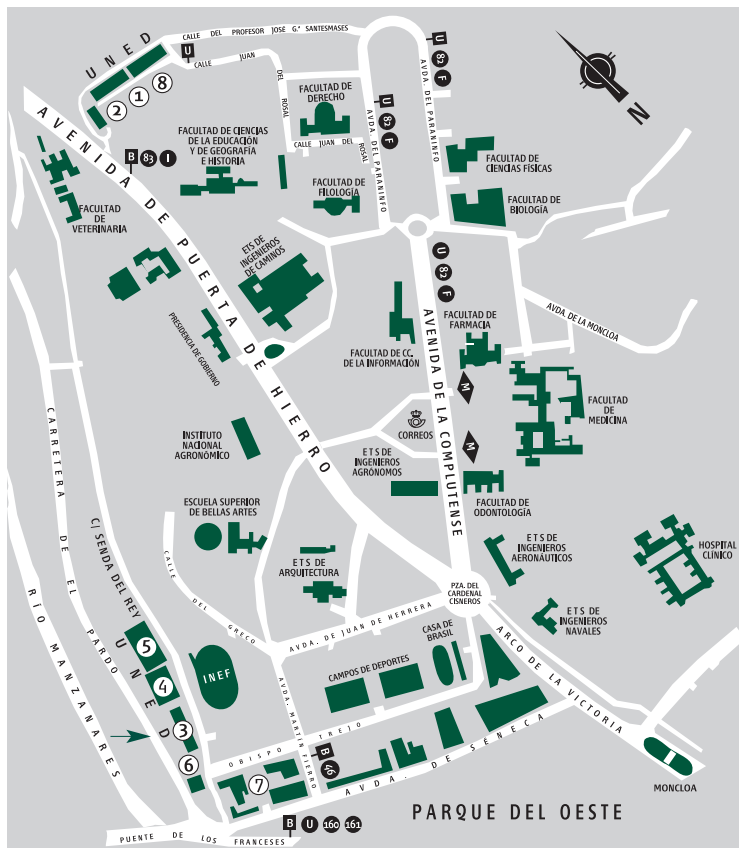 CALLE DEL PROFESOR JOSÉ G.ª SANTESMASES
UNED
U
CALLE JUAN DEL ROSAL
2
1
8
U
82
F
AVDA. DEL PARANINFO
FACULTAD DE
DERECHO
U
82
F
AVDA. DEL PARANINFO
N
AVENIDA DE PUERTA DE HIERRO
B 83 I
FACULTAD DE CIENCIAS
DE LA EDUCACIÓN
Y DE GEOGRAFIA
E HISTORIA
CALLE JUAN DEL ROSAL
FACULTAD DE
CIENCIAS FÍSICAS
FACULTAD DE
FILOLOGÍA
FACULTAD DE
BIOLOGÍA
FACULTAD
DE
VETERINARIA
ETS DE
INGENIEROS
DE CAMINOS
U
82
F
AVENIDA DE LA COMPLUTENSE
AVDA. DE LA MONCLOA
PRESIDENCIA DE GOBIERNO
FACULTAD DE
FARMACIA
FACULTAD DE CC.
DE LA INFORMACIÓN
M
FACULTAD
DE
MEDICINA
CORREOS
M
INSTITUTO
NACIONAL
AGRONÓMICO
E T S DE
INGENIEROS
AGRÓNOMOS
FACULTAD DE
ODONTOLOGÍA
CARRETERA DE EL PARDO
ESCUELA SUPERIOR
DE BELLAS ARTES
C/ SENDA DEL REY
E T S DE
INGENIEROS
AERONÁUTICOS
HOSPITAL
CLÍNICO
E T S DE
ARQUITECTURA
RÍO MANZANARES
CALLE DEL GRECO
PZA. DEL
CARDENAL
CISNEROS
E T S DE
INGENIEROS
NAVALES
AVDA. DE JUAN DE HERRERA
CASA DE
BRASIL
UNED
5
4
3
6
INEF
CAMPOS DE DEPORTES
ARCO DE LA VICTORIA
AVDA. MARTIN FIERRO
OBISPO TREJO
B
46
7
AVDA. DE SÉNECA
MONCLOA
PARQUE DEL OESTE
B U 160 161
PUENTE DE LOS FRANCESES